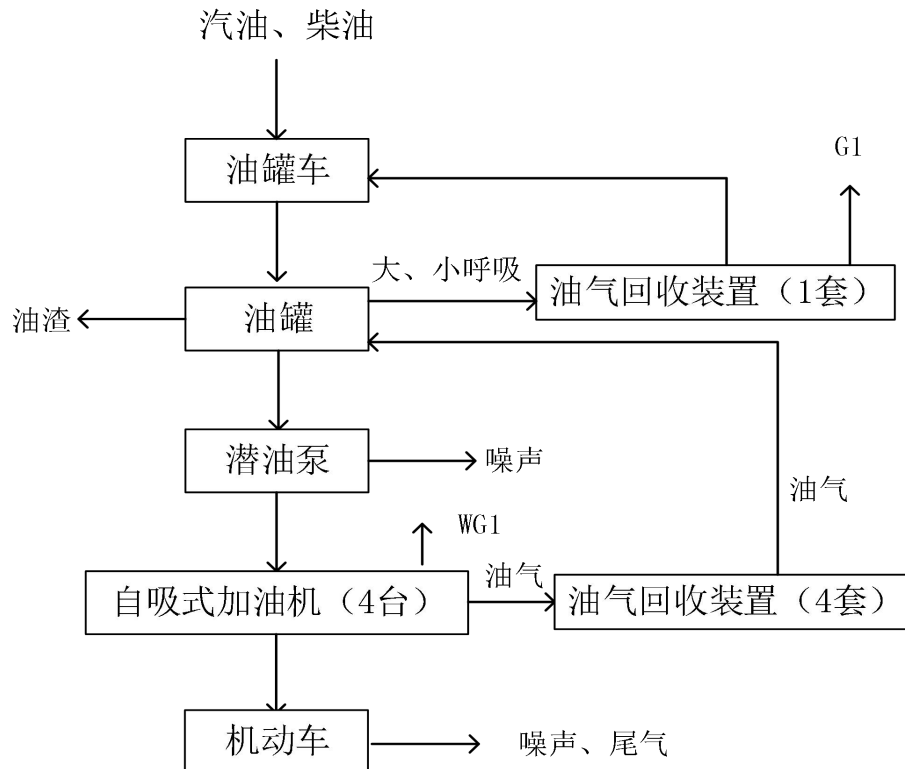 汽油、柴油
油罐车
G1
大、小呼吸
油气回收装置（1套）
油渣
油罐
潜油泵
噪声
油气
WG1
自吸式加油机（4台）
油气
油气回收装置（4套）
机动车
噪声、尾气